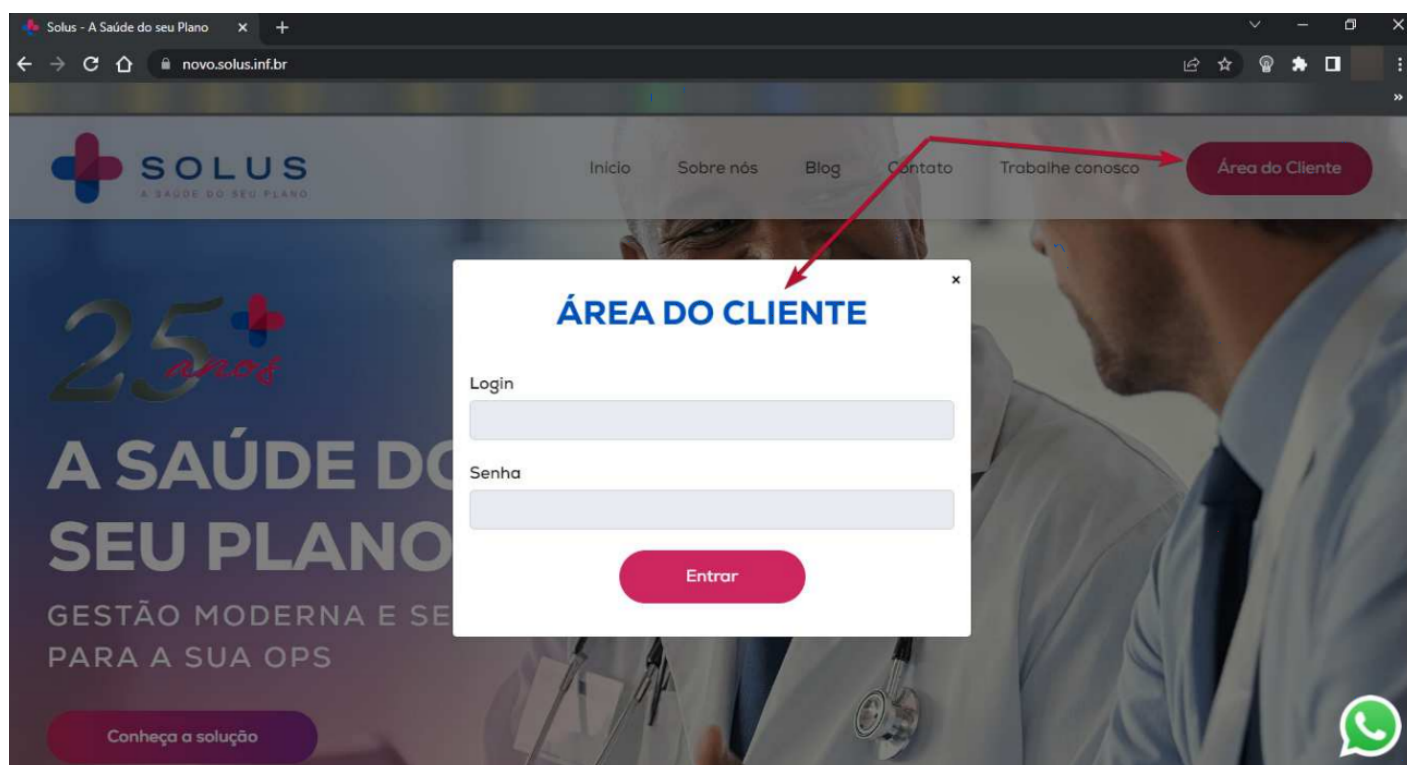 Solus - A Saúde do seu Plano
novo.solus.inf.br
SOLUS
A SAÚDE DO SEU PLANO
Início Sobre nós Blog Contato Trabalhe conosco Área do Cliente
25 anos
ÁREA DO CLIENTE
Login
Senha
Entrar
A SAÚDE DO
SEU PLANO
GESTÃO MODERNA E SE
PARA A SUA OPS
Conheça a solução